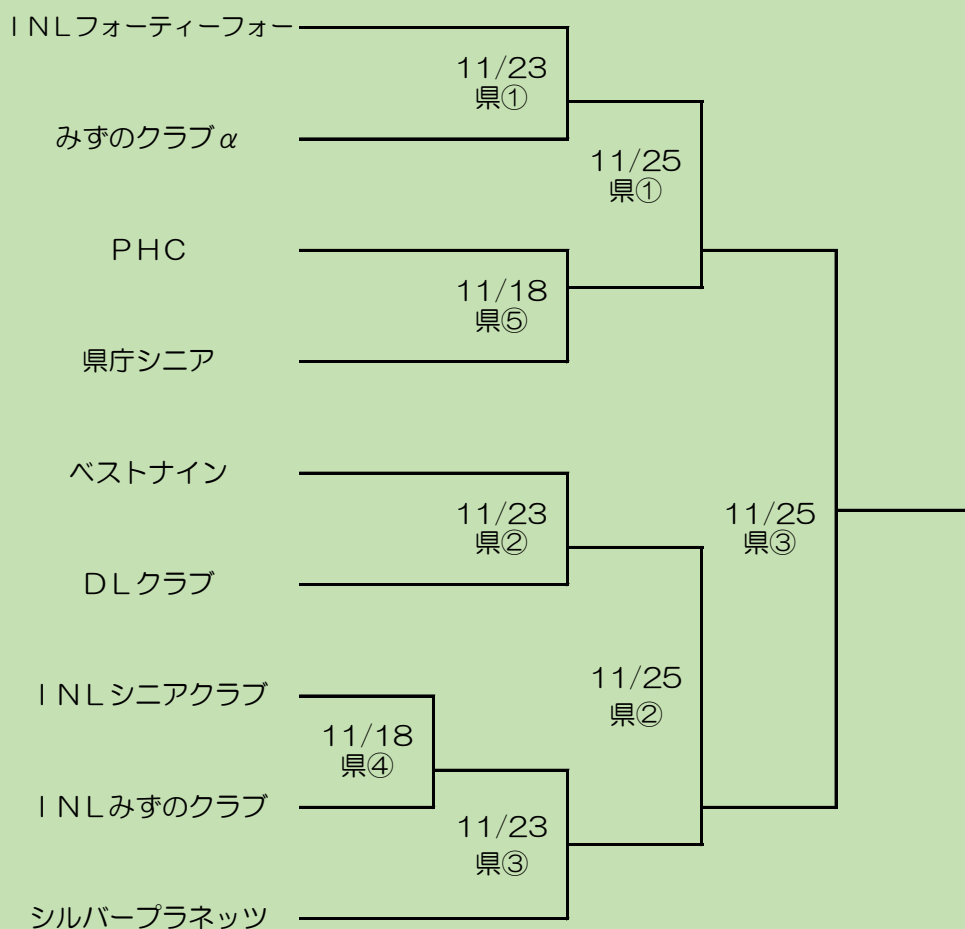 ＩＮＬフォーティーフォー
11/23
県①
みずのクラブα
11/25
県①
ＰＨＣ
11/18
県⑤
県庁シニア
ベストナイン
11/23
県②
11/25
県③
ＤＬクラブ
ＩＮＬシニアクラブ
11/25
県②
11/18
県④
ＩＮＬみずのクラブ
11/23
県③
シルバープラネッツ